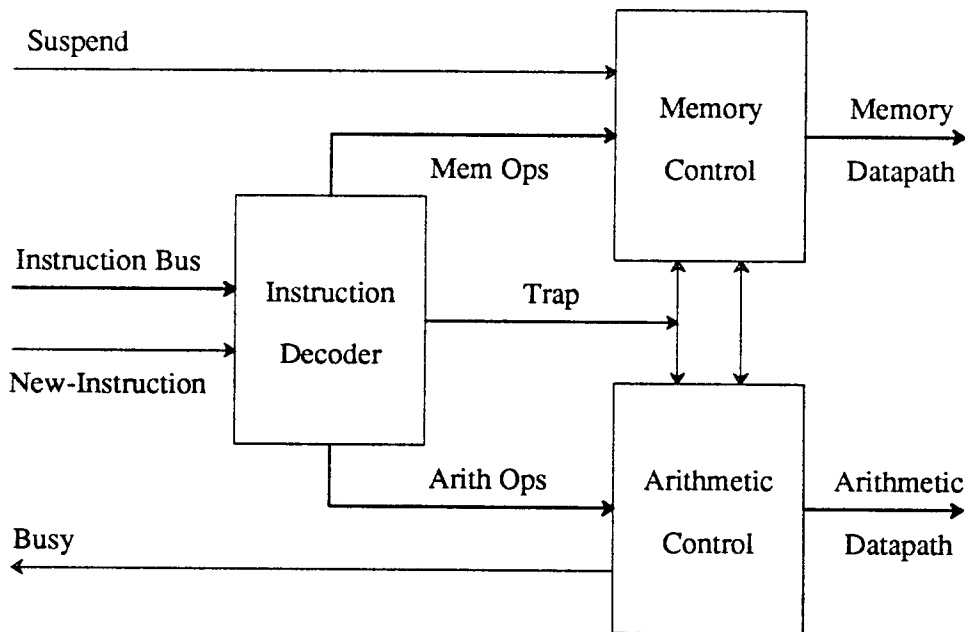 Suspend
Memory
Control
Memory
Datapath
Mem Ops
Instruction Bus
Instruction
Decoder
Trap
New-Instruction
Arith Ops
Arithmetic
Control
Arithmetic
Datapath
Busy